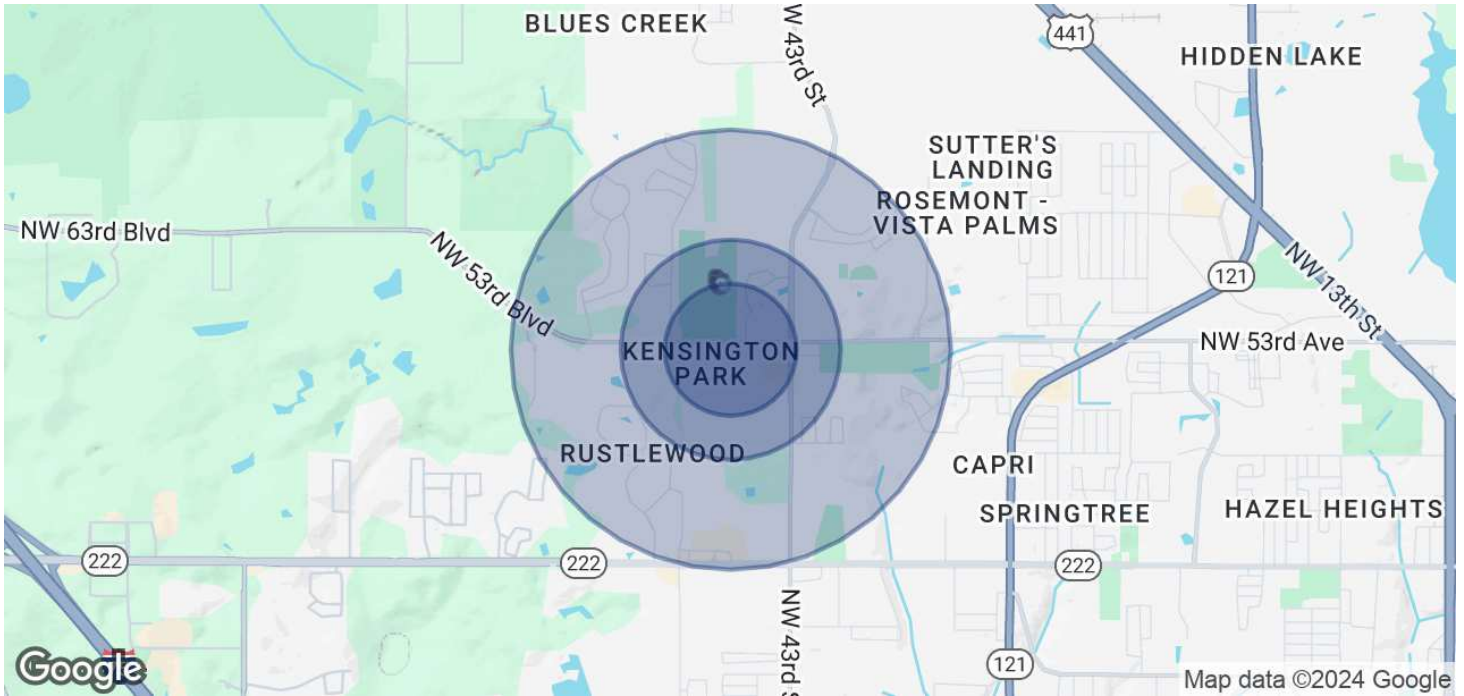 BLUES CREEK
NW 43rd St
441
HIDDEN LAKE
SUTTER'S
LANDING
ROSEMONT -
VISTA PALMS
NW 63rd Blvd
NW 53rd Blvd
121
NW 13th St
NW 53rd Ave
KENSINGTON
PARK
RUSTLEWOOD
CAPRI
SPRINGTREE
HAZEL HEIGHTS
222
222
222
NW 43rd S
121
Google
Map data ©2024 Google